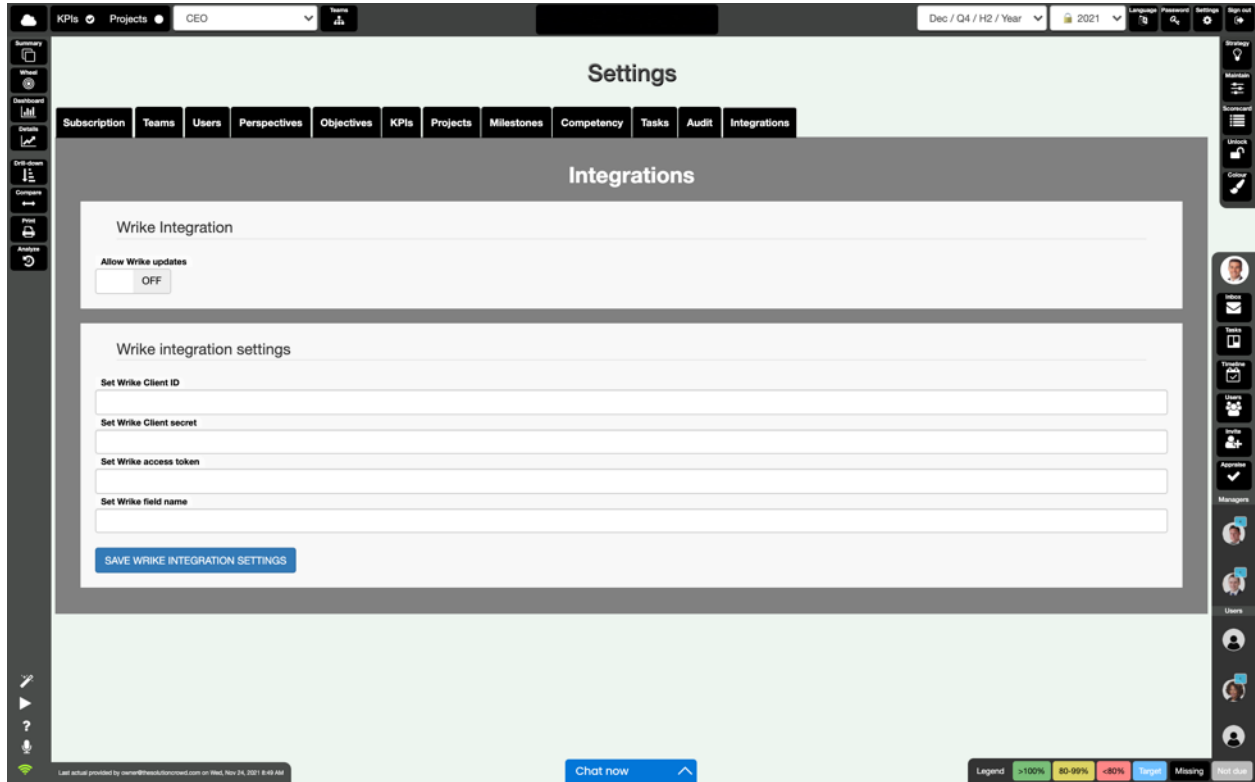 KPIs Projects CEO Teams Dec / Q4 / H2 / Year 2021 Language Password Settings Sign out
Summary
Wheel
Dashboard
Details
Drill-down
Compare
Print
Analyze
Settings
Subscription Teams Users Perspectives Objectives KPIs Projects Milestones Competency Tasks Audit Integrations
Integrations
Wrike Integration
Allow Wrike updates
OFF
Wrike integration settings
Set Wrike Client ID
Set Wrike Client secret
Set Wrike access token
Set Wrike field name
SAVE WRIKE INTEGRATION SETTINGS
Strategy
Maintain
Scorecard
Unlock
Colour
Inbox
Tasks
Timeline
Users
Invite
Appraise
Managers
Users
?
Last actual provided by owner@thesolutioncrowd.com on Wed, Nov 24, 2021 8:49 AM
Chat now
Legend >100% 80-99% <80% Target Missing Not due